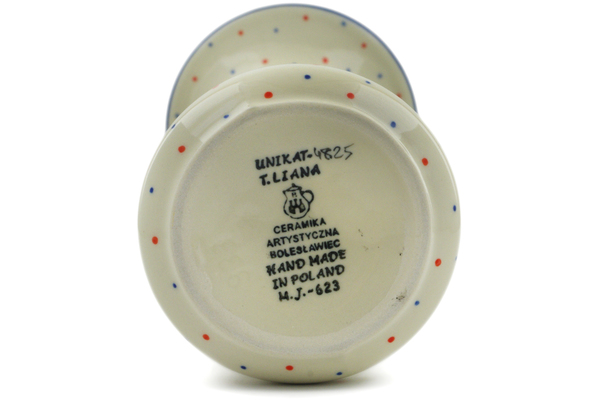 UNIKAT-4825
T.LIANA
CERAMIKA
ARTYSTYCZNA
BOLESŁAWIEC
HAND MADE
IN POLAND
M.J.-623